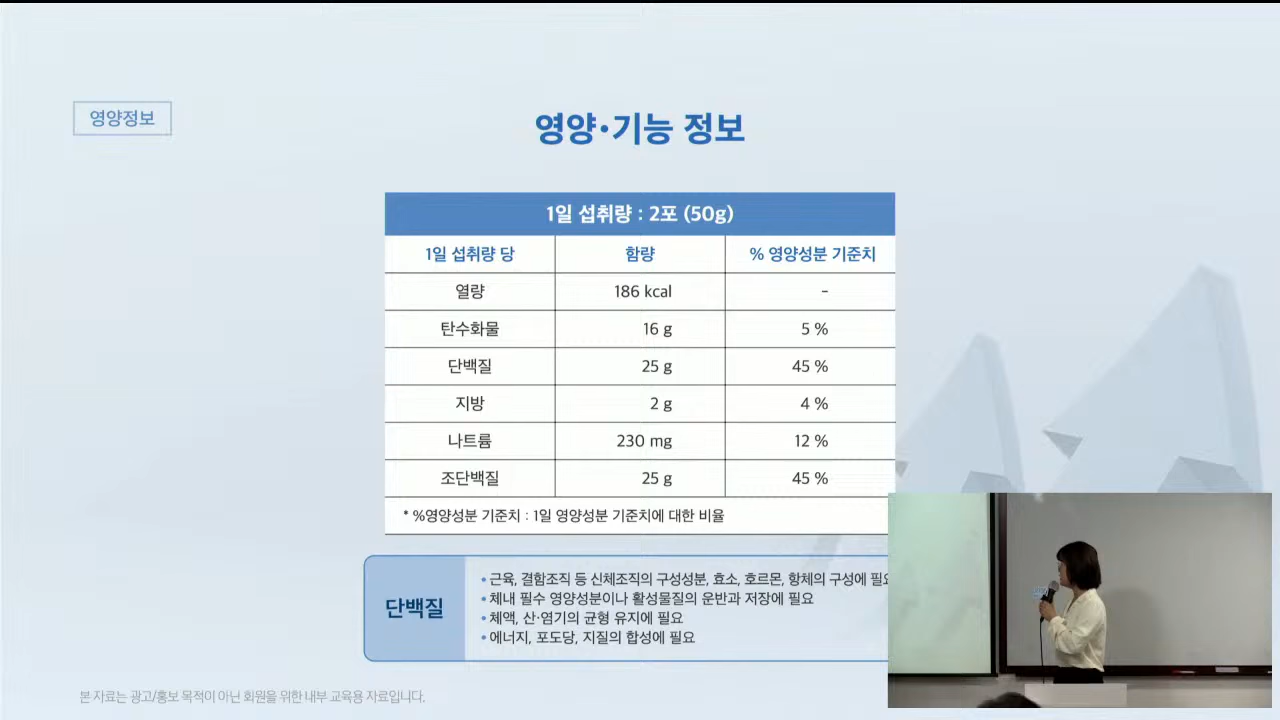 영양정보
영양•기능 정보
1일 섭취량 : 2포 (50g)
1일 섭취량 당 함량 % 영양성분 기준치
열량 186 kcal -
탄수화물 16 g 5 %
단백질 25 g 45 %
지방 2 g 4 %
나트륨 230 mg 12 %
조단백질 25 g 45 %
* %영양성분 기준치 : 1일 영양성분 기준치에 대한 비율
단백질
• 근육, 결합조직 등 신체조직의 구성성분, 효소, 호르몬, 항체의 구성에
• 체내 필수 영양성분이나 활성물질의 운반과 저장에 필요
• 체액, 산·염기의 균형 유지에 필요
• 에너지, 포도당, 지질의 합성에 필요
본 자료는 광고/홍보 목적이 아닌 회원을 위한 내부 교육용 자료입니다.